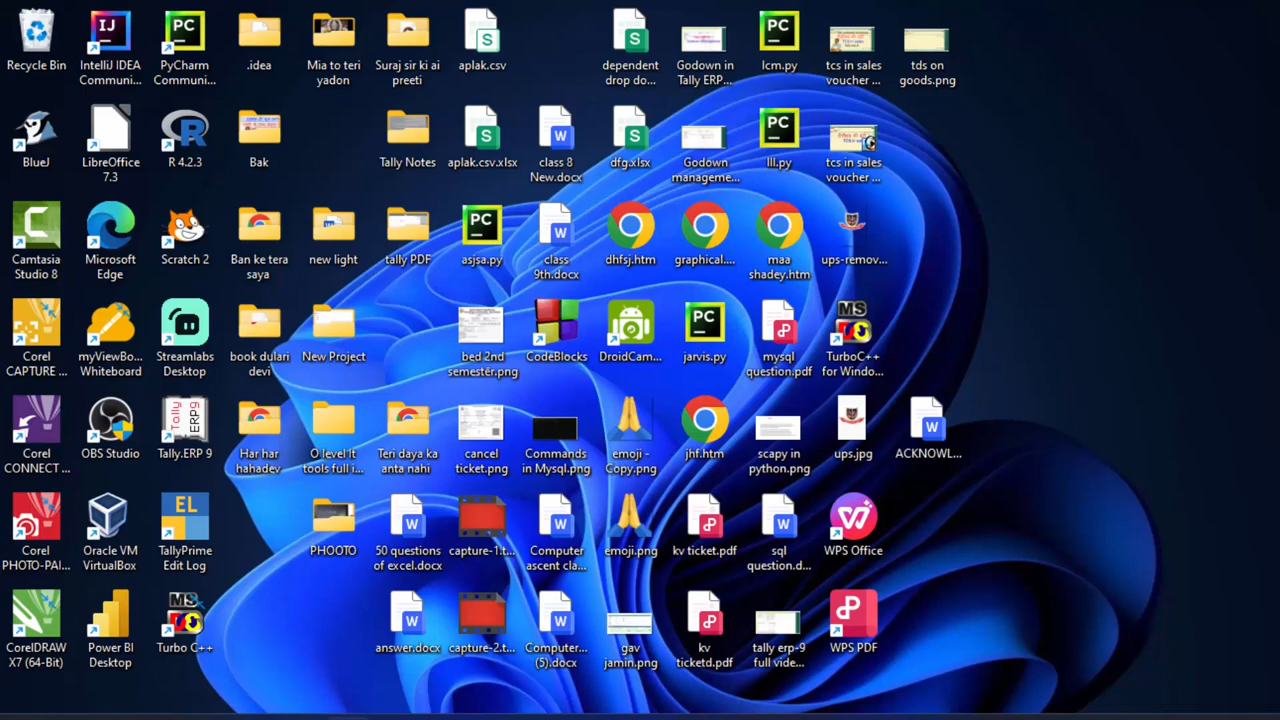 Recycle Bin
IntelliJ IDEA
Communi...
PyCharm
Communi...
.idea
Mia to teri
yadon
Suraj sir ki ai
preeti
aplak.csv
dependent
drop do...
Godown in
Tally ERP...
lcm.py
tcs in sales
voucher ...
tds on
goods.png
BlueJ
LibreOffice
7.3
R 4.2.3
Bak
Tally Notes
aplak.csv.xlsx
class 8
New.docx
dfg.xlsx
Godown
manageme...
lll.py
tcs in sales
voucher ...
Camtasia
Studio 8
Microsoft
Edge
Scratch 2
Ban ke tera
saya
new light
tally PDF
asjsa.py
class
9th.docx
dhfsj.htm
graphical....
maa
shadey.htm
ups-remov...
Corel
CAPTURE ...
myViewBo...
Whiteboard
Streamlabs
Desktop
book dulari
devi
New Project
bed 2nd
semester.png
CodeBlocks
DroidCam...
jarvis.py
mysql
question.pdf
TurboC++
for Windo...
Corel
CONNECT ...
OBS Studio
Tally.ERP 9
Har har
hahadev
O level It
tools full i...
Teri daya ka
anta nahi
cancel
ticket.png
Commands
in Mysql.png
emoji -
Copy.png
jhf.htm
scapy in
python.png
ups.jpg
ACKNOWL...
Corel
PHOTO-PAI...
Oracle VM
VirtualBox
TallyPrime
Edit Log
PHOOTO
50 questions
of excel.docx
capture-1.t...
Computer
ascent cla...
emoji.png
kv ticket.pdf
sql
question.d...
WPS Office
CorelDRAW
X7 (64-Bit)
Power BI
Desktop
Turbo C++
answer.docx
capture-2.t...
Computer...
(5).docx
gav
jamin.png
kv
ticketd.pdf
tally erp-9
full vide...
WPS PDF